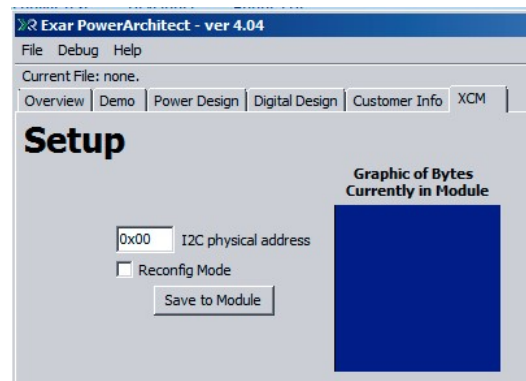 Exar PowerArchitect - ver 4.04
File Debug Help
Current File: none.
Overview Demo Power Design Digital Design Customer Info XCM
Setup
Graphic of Bytes
Currently in Module
0x00 I2C physical address
Reconfig Mode
Save to Module